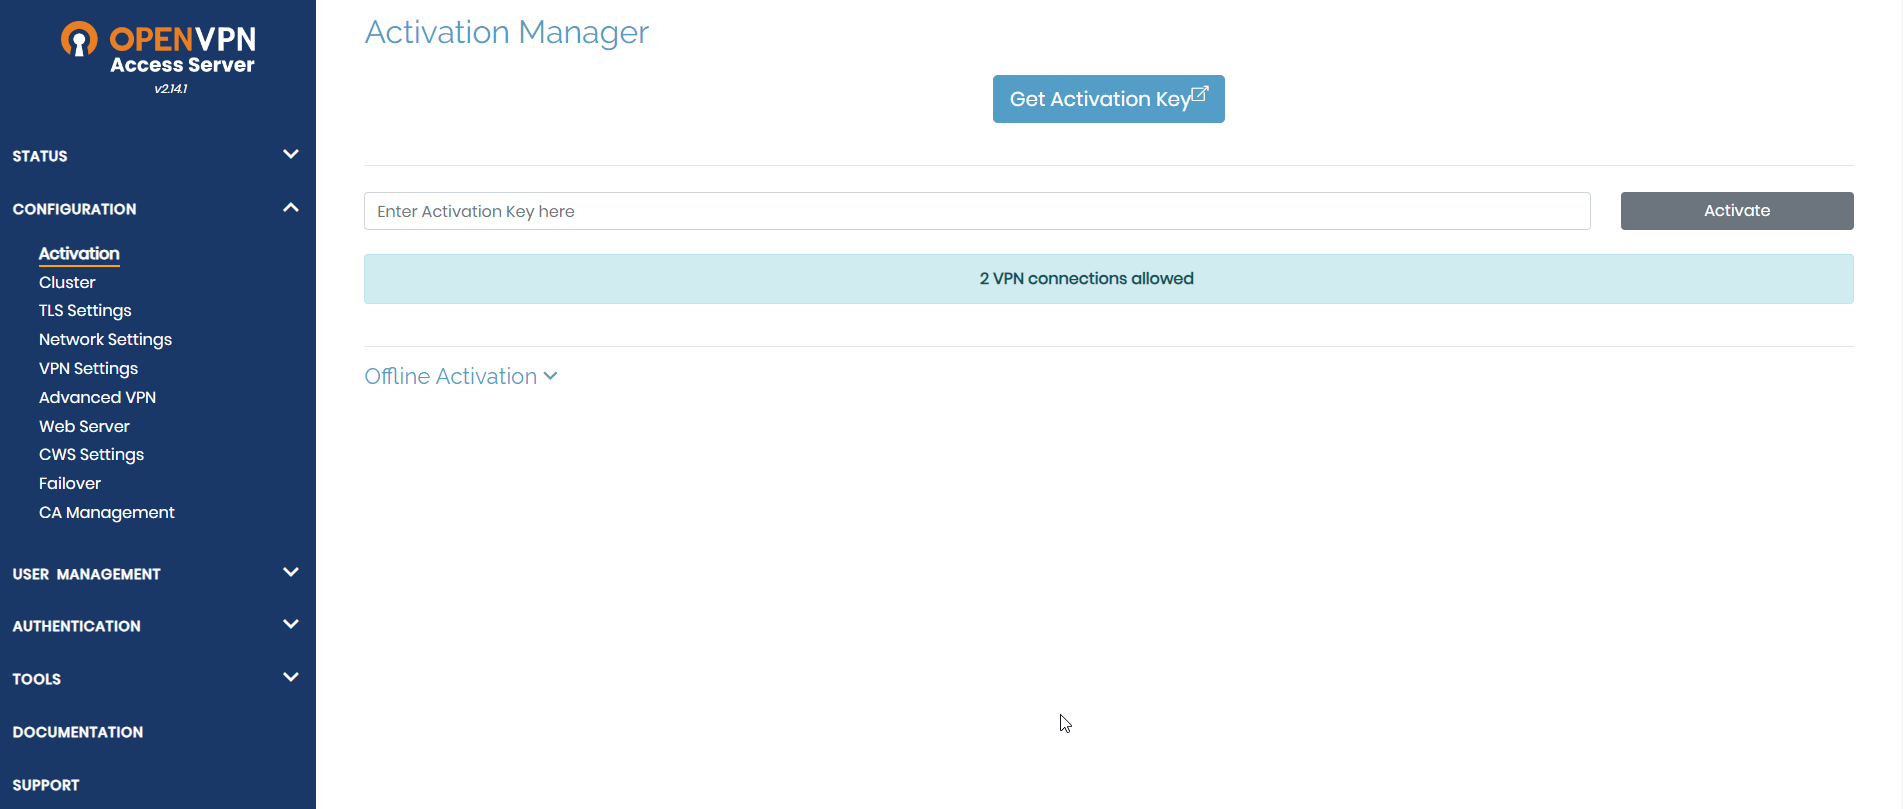 OPENVPN
Access Server
v2.14.1
STATUS
CONFIGURATION
Activation
Cluster
TLS Settings
Network Settings
VPN Settings
Advanced VPN
Web Server
CWS Settings
Failover
CA Management
USER MANAGEMENT
AUTHENTICATION
TOOLS
DOCUMENTATION
SUPPORT
Activation Manager
Get Activation Key
Enter Activation Key here
Activate
2 VPN connections allowed
Offline Activation